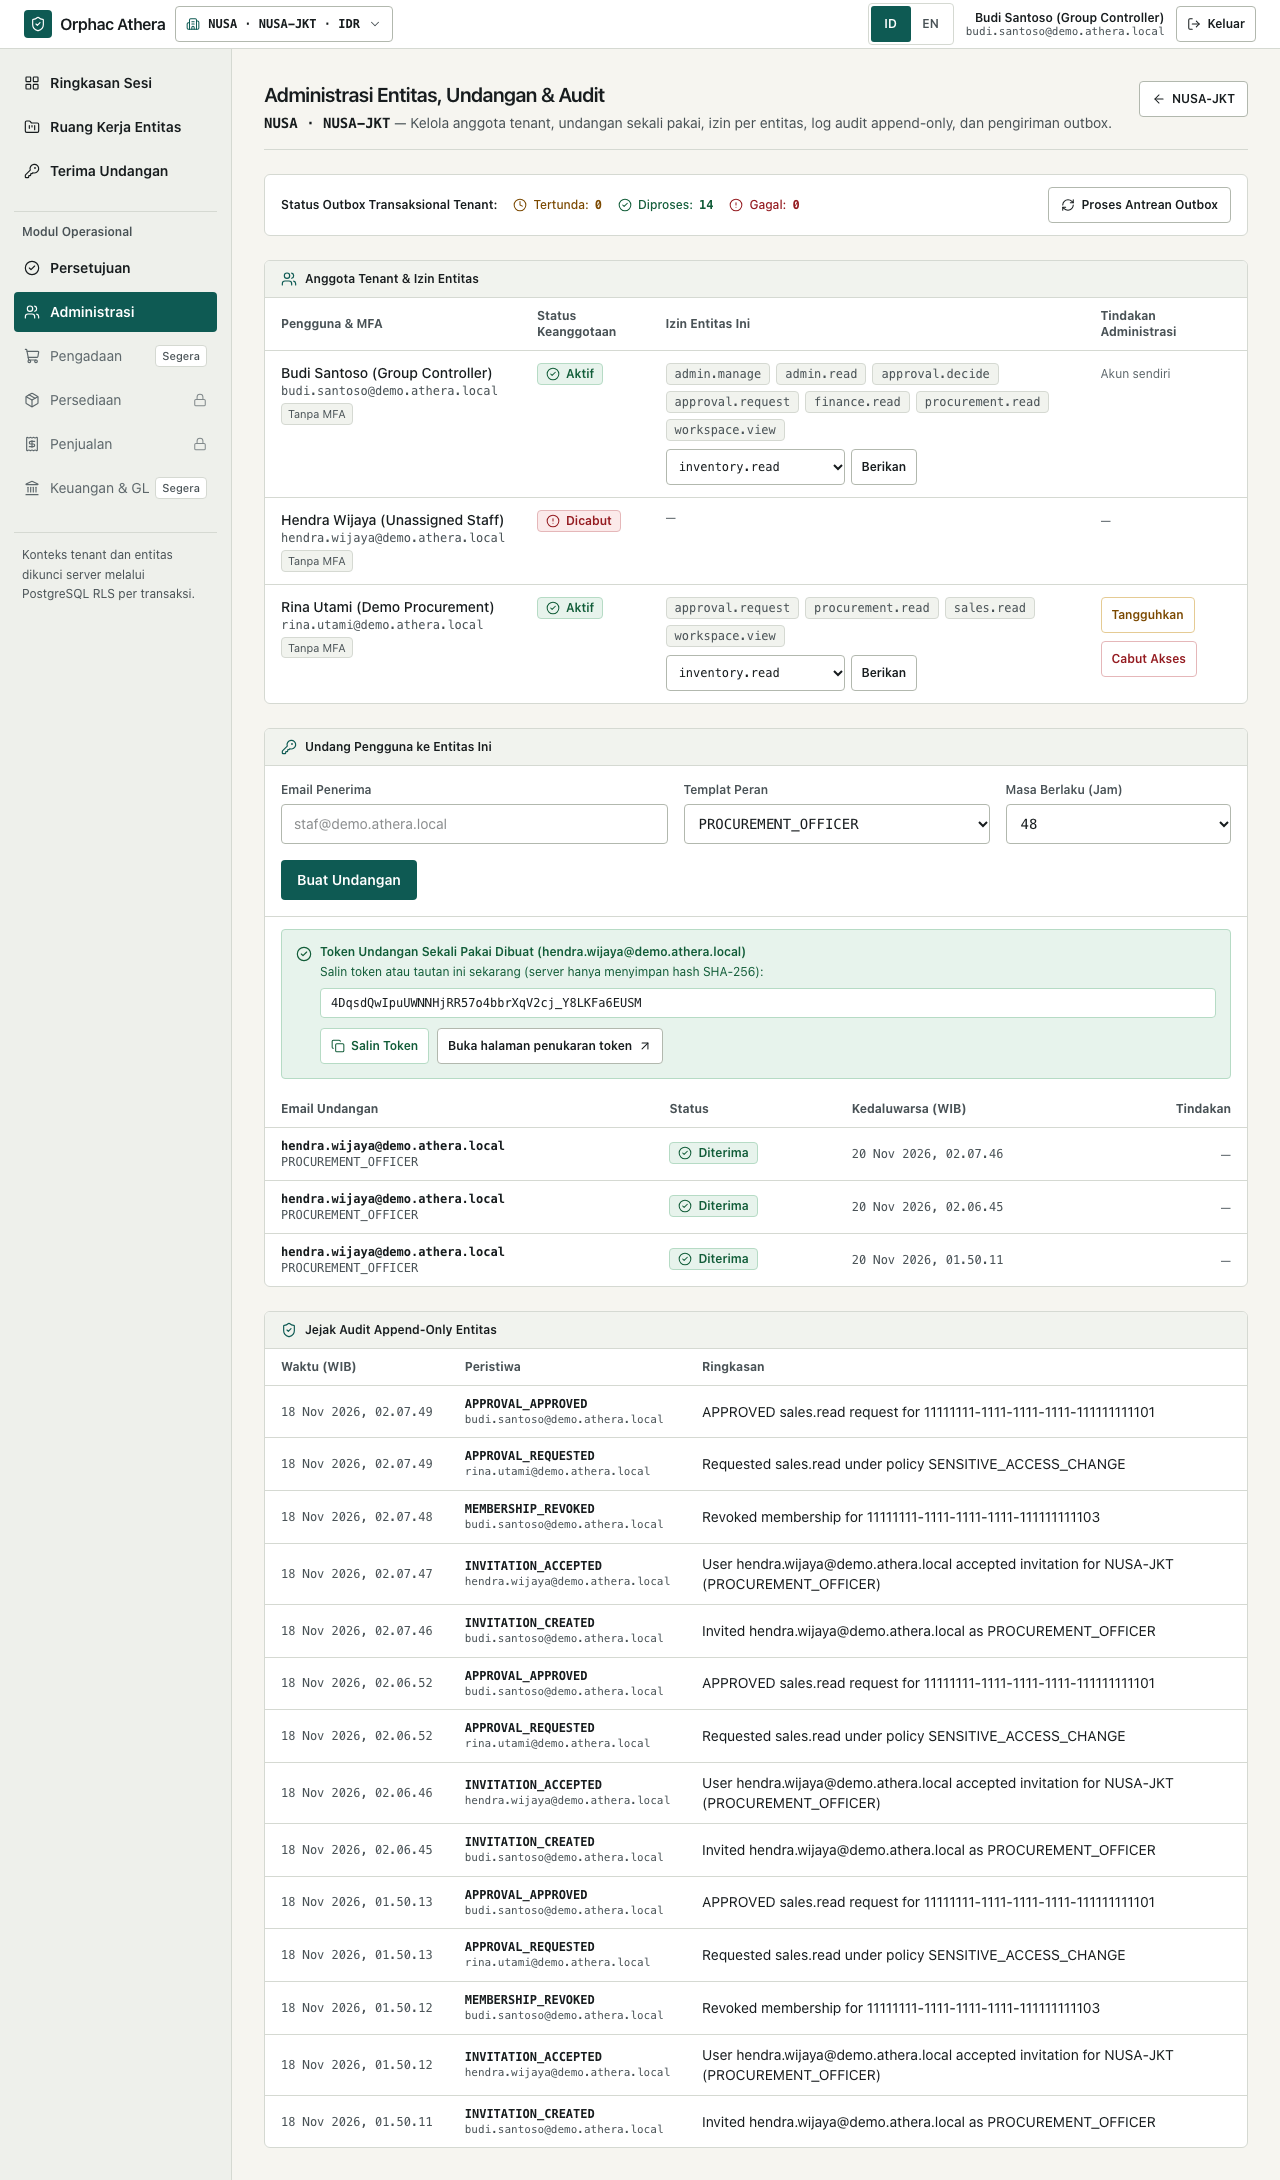 Orphac Athera
NUSA · NUSA-JKT · IDR
ID
EN
Budi Santoso (Group Controller)
budi.santoso@demo.athera.local
Keluar
Ringkasan Sesi
Ruang Kerja Entitas
Terima Undangan
Modul Operasional
Persetujuan
Administrasi
Pengadaan
Segera
Persediaan
Penjualan
Keuangan & GL
Segera
Konteks tenant dan entitas
dikunci server melalui
PostgreSQL RLS per transaksi.
Administrasi Entitas, Undangan & Audit
NUSA · NUSA-JKT — Kelola anggota tenant, undangan sekali pakai, izin per entitas, log audit append-only, dan pengiriman outbox.
NUSA-JKT
Status Outbox Transaksional Tenant:
Tertunda: 0
Diproses: 14
Gagal: 0
Proses Antrean Outbox
Anggota Tenant & Izin Entitas
Pengguna & MFA
Status
Keanggotaan
Izin Entitas Ini
Tindakan
Administrasi
Budi Santoso (Group Controller)
budi.santoso@demo.athera.local
Tanpa MFA
Aktif
admin.manage
admin.read
approval.decide
approval.request
finance.read
procurement.read
workspace.view
inventory.read
Berikan
Akun sendiri
Hendra Wijaya (Unassigned Staff)
hendra.wijaya@demo.athera.local
Tanpa MFA
Dicabut
—
—
Rina Utami (Demo Procurement)
rina.utami@demo.athera.local
Tanpa MFA
Aktif
approval.request
procurement.read
sales.read
workspace.view
inventory.read
Berikan
Tangguhkan
Cabut Akses
Undang Pengguna ke Entitas Ini
Email Penerima
Templat Peran
Masa Berlaku (Jam)
staf@demo.athera.local
PROCUREMENT_OFFICER
48
Buat Undangan
Token Undangan Sekali Pakai Dibuat (hendra.wijaya@demo.athera.local)
Salin token atau tautan ini sekarang (server hanya menyimpan hash SHA-256):
4DqsdQwIpuUWNNHjRR57o4bbrXqV2cj_Y8LKFa6EUSM
Salin Token
Buka halaman penukaran token
Email Undangan
Status
Kedaluwarsa (WIB)
Tindakan
hendra.wijaya@demo.athera.local
PROCUREMENT_OFFICER
Diterima
20 Nov 2026, 02.07.46
—
hendra.wijaya@demo.athera.local
PROCUREMENT_OFFICER
Diterima
20 Nov 2026, 02.06.45
—
hendra.wijaya@demo.athera.local
PROCUREMENT_OFFICER
Diterima
20 Nov 2026, 01.50.11
—
Jejak Audit Append-Only Entitas
Waktu (WIB)
Peristiwa
Ringkasan
18 Nov 2026, 02.07.49
APPROVAL_APPROVED
budi.santoso@demo.athera.local
APPROVED sales.read request for 11111111-1111-1111-1111-111111111101
18 Nov 2026, 02.07.49
APPROVAL_REQUESTED
rina.utami@demo.athera.local
Requested sales.read under policy SENSITIVE_ACCESS_CHANGE
18 Nov 2026, 02.07.48
MEMBERSHIP_REVOKED
budi.santoso@demo.athera.local
Revoked membership for 11111111-1111-1111-1111-111111111103
18 Nov 2026, 02.07.47
INVITATION_ACCEPTED
hendra.wijaya@demo.athera.local
User hendra.wijaya@demo.athera.local accepted invitation for NUSA-JKT
(PROCUREMENT_OFFICER)
18 Nov 2026, 02.07.46
INVITATION_CREATED
budi.santoso@demo.athera.local
Invited hendra.wijaya@demo.athera.local as PROCUREMENT_OFFICER
18 Nov 2026, 02.06.52
APPROVAL_APPROVED
budi.santoso@demo.athera.local
APPROVED sales.read request for 11111111-1111-1111-1111-111111111101
18 Nov 2026, 02.06.52
APPROVAL_REQUESTED
rina.utami@demo.athera.local
Requested sales.read under policy SENSITIVE_ACCESS_CHANGE
18 Nov 2026, 02.06.46
INVITATION_ACCEPTED
hendra.wijaya@demo.athera.local
User hendra.wijaya@demo.athera.local accepted invitation for NUSA-JKT
(PROCUREMENT_OFFICER)
18 Nov 2026, 02.06.45
INVITATION_CREATED
budi.santoso@demo.athera.local
Invited hendra.wijaya@demo.athera.local as PROCUREMENT_OFFICER
18 Nov 2026, 01.50.13
APPROVAL_APPROVED
budi.santoso@demo.athera.local
APPROVED sales.read request for 11111111-1111-1111-1111-111111111101
18 Nov 2026, 01.50.13
APPROVAL_REQUESTED
rina.utami@demo.athera.local
Requested sales.read under policy SENSITIVE_ACCESS_CHANGE
18 Nov 2026, 01.50.12
MEMBERSHIP_REVOKED
budi.santoso@demo.athera.local
Revoked membership for 11111111-1111-1111-1111-111111111103
18 Nov 2026, 01.50.12
INVITATION_ACCEPTED
hendra.wijaya@demo.athera.local
User hendra.wijaya@demo.athera.local accepted invitation for NUSA-JKT
(PROCUREMENT_OFFICER)
18 Nov 2026, 01.50.11
INVITATION_CREATED
budi.santoso@demo.athera.local
Invited hendra.wijaya@demo.athera.local as PROCUREMENT_OFFICER